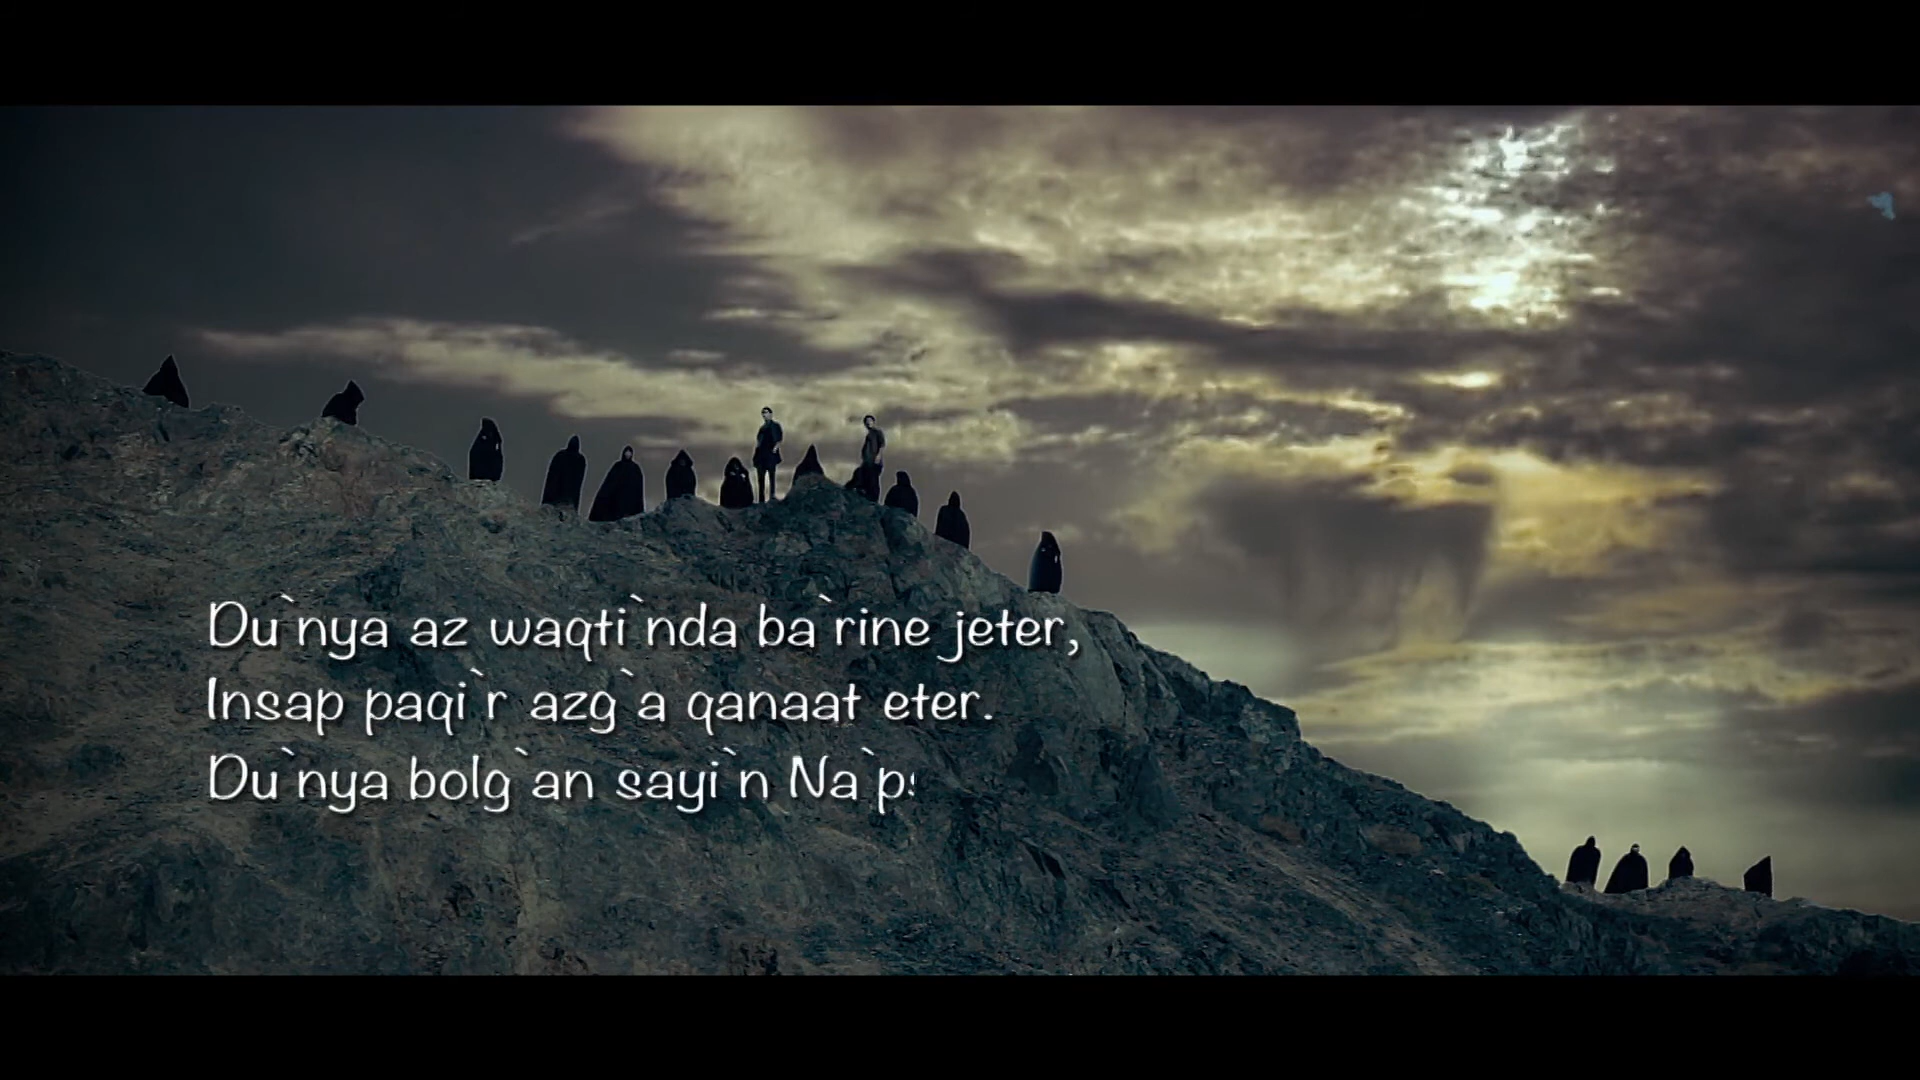 Du`nya az waqti`nda ba`rine jeter,
Insap paqi`r azg`a qanaat eter.
Du`nya bolg`an sayi`n